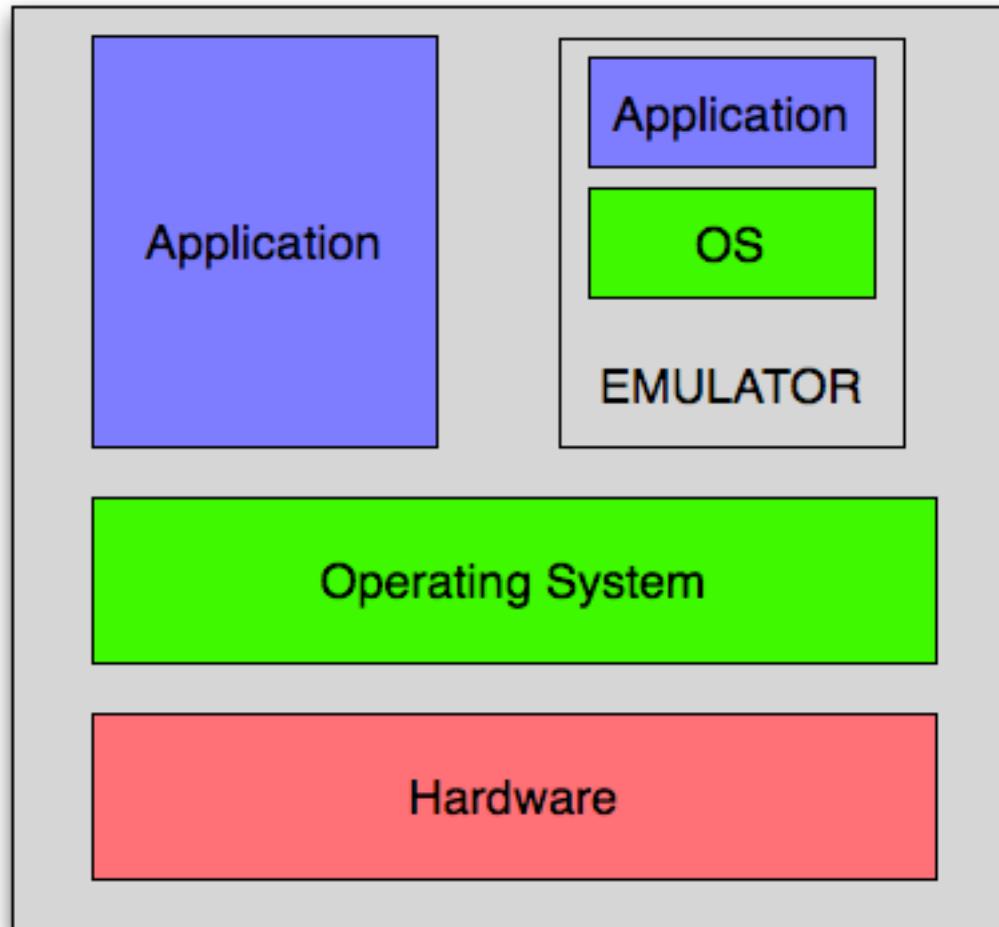 Application
Application
OS
EMULATOR
Operating System
Hardware